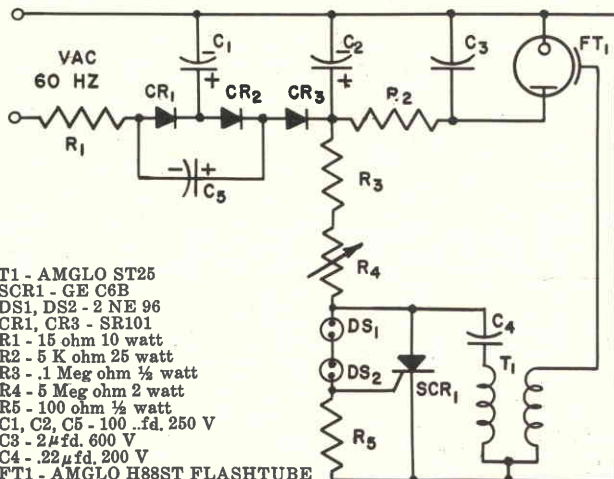 C1
C2
C3
FT1
VAC
60 HZ
CR1
CR2
CR3
R2
R1
C5
R3
R4
DS1
DS2
SCR1
C4
T1
R5
T1 - AMGLO ST25
SCR1 - GE C6B
DS1, DS2 - 2 NE 96
CR1, CR3 - SR101
R1 - 15 ohm 10 watt
R2 - 5 K ohm 25 watt
R3 - .1 Meg ohm ½ watt
R4 - 5 Meg ohm 2 watt
R5 - 100 ohm ½ watt
C1, C2, C5 - 100 ..fd. 250 V
C3 - 2μfd. 600 V
C4 - .22μfd. 200 V
FT1 - AMGLO H88ST FLASHTUBE